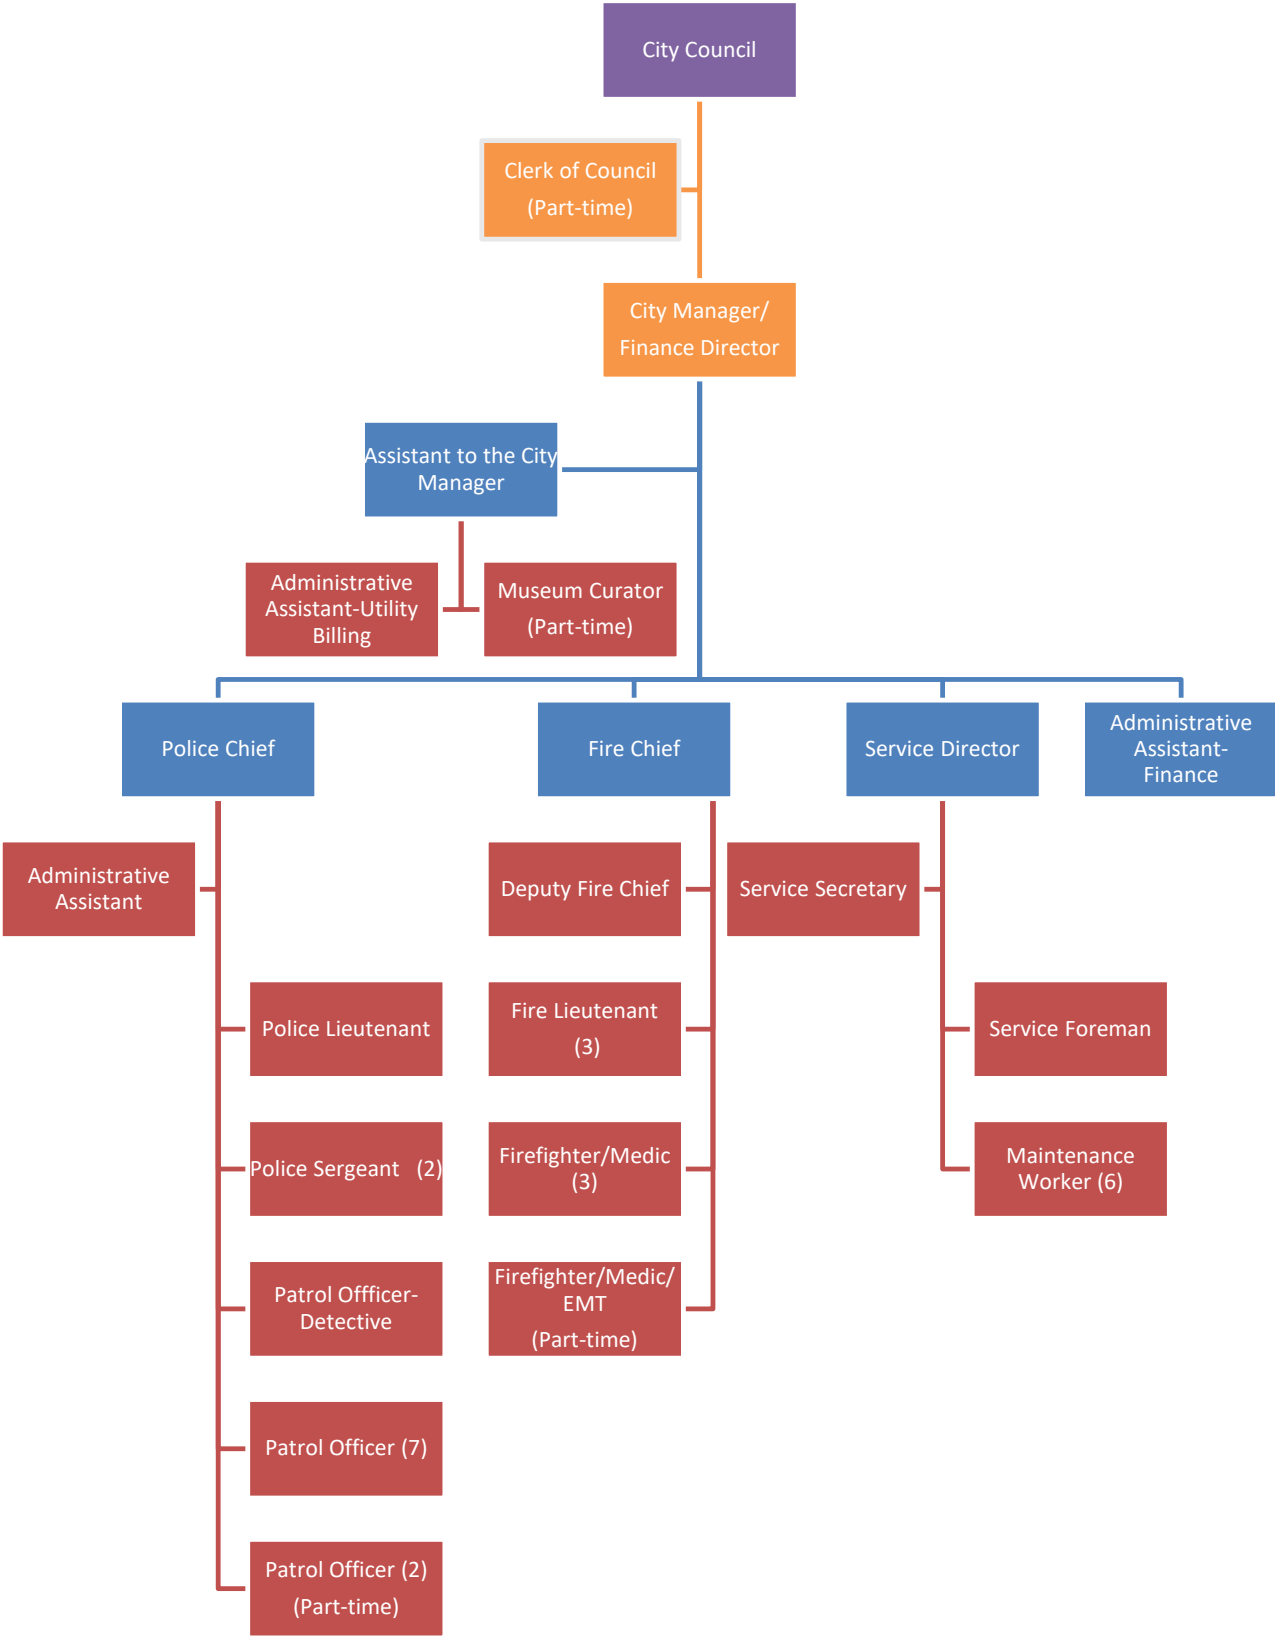 City Council
Clerk of Council
(Part-time)
City Manager/
Finance Director
Assistant to the City
Manager
Administrative
Assistant-Utility
Billing
Museum Curator
(Part-time)
Police Chief
Fire Chief
Service Director
Administrative
Assistant-
Finance
Administrative
Assistant
Deputy Fire Chief
Service Secretary
Police Lieutenant
Fire Lieutenant
(3)
Service Foreman
Police Sergeant (2)
Firefighter/Medic
(3)
Maintenance
Worker (6)
Patrol Offficer-
Detective
Firefighter/Medic/
EMT
(Part-time)
Patrol Officer (7)
Patrol Officer (2)
(Part-time)